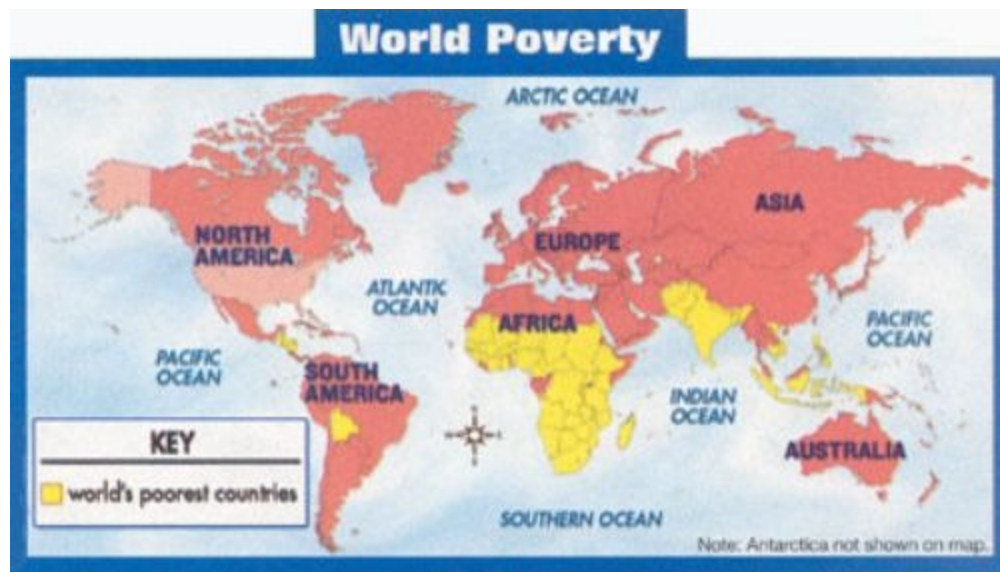 World Poverty
ARCTIC OCEAN
ASIA
NORTH
AMERICA
EUROPE
ATLANTIC
OCEAN
AFRICA
PACIFIC
OCEAN
PACIFIC
OCEAN
SOUTH
AMERICA
INDIAN
OCEAN
KEY
AUSTRALIA
world's poorest countries
SOUTHERN OCEAN
Note: Antarctica not shown on map.